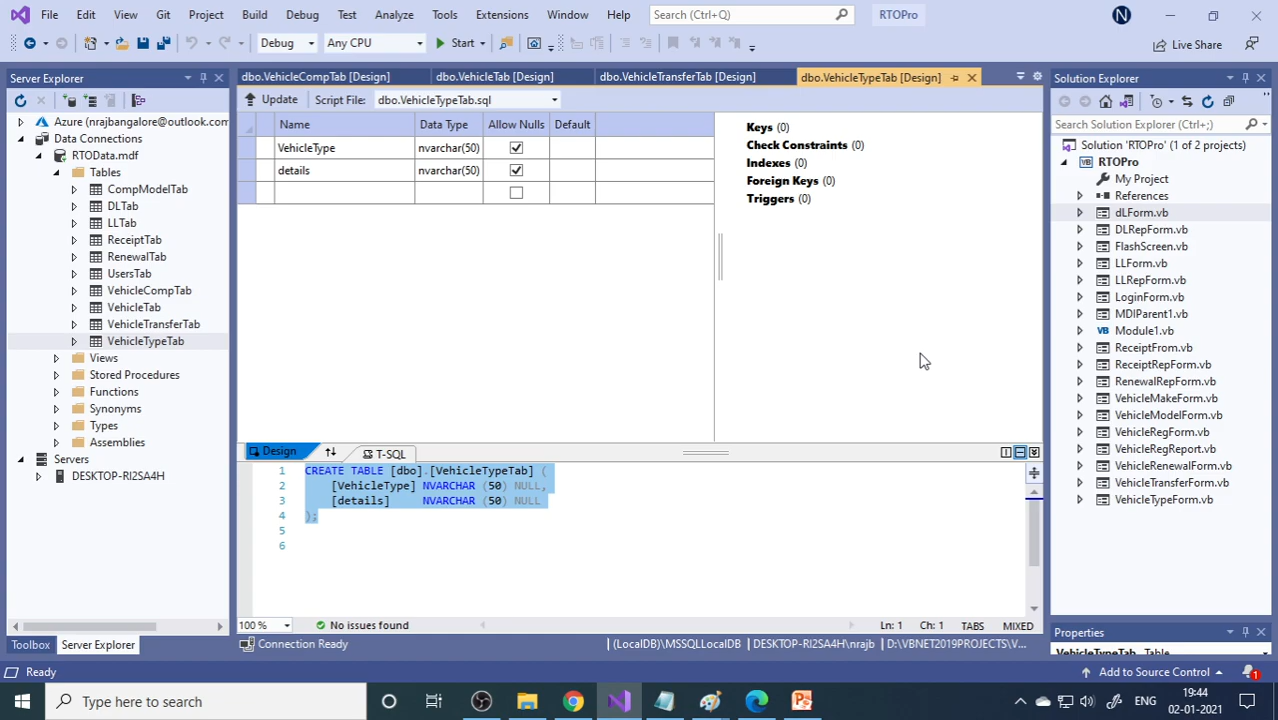 File Edit View Git Project Build Debug Test Analyze Tools Extensions Window Help Search (Ctrl+Q) RTOPro
Debug Any CPU Start Live Share
Server Explorer
Azure (nrajbangalore@outlook.com
Data Connections
RTOData.mdf
Tables
CompModelTab
DLTab
LLTab
ReceiptTab
RenewalTab
UsersTab
VehicleCompTab
VehicleTab
VehicleTransferTab
VehicleTypeTab
Views
Stored Procedures
Functions
Synonyms
Types
Assemblies
Servers
DESKTOP-RI2SA4H
Toolbox Server Explorer
dbo.VehicleCompTab [Design] dbo.VehicleTab [Design] dbo.VehicleTransferTab [Design] dbo.VehicleTypeTab [Design]
Update Script File: dbo.VehicleTypeTab.sql
Name Data Type Allow Nulls Default
VehicleType nvarchar(50)
details nvarchar(50)
Keys (0)
Check Constraints (0)
Indexes (0)
Foreign Keys (0)
Triggers (0)
Design T-SQL
1 CREATE TABLE [dbo].[VehicleTypeTab] (
2 [VehicleType] NVARCHAR (50) NULL,
3 [details] NVARCHAR (50) NULL
4 );
5
6
100 % No issues found Ln: 1 Ch: 1 TABS MIXED
Connection Ready (LocalDB)\MSSQLLocalDB DESKTOP-RI2SA4H\nrajb D:\VBNET2019PROJECTS\V...
Solution Explorer
Search Solution Explorer (Ctrl+;)
Solution 'RTOPro' (1 of 2 projects)
RTOPro
My Project
References
dLForm.vb
DLRepForm.vb
FlashScreen.vb
LLForm.vb
LLRepForm.vb
LoginForm.vb
MDIParent1.vb
Module1.vb
ReceiptFrom.vb
ReceiptRepForm.vb
RenewalRepForm.vb
VehicleMakeForm.vb
VehicleModelForm.vb
VehicleRegForm.vb
VehicleRegReport.vb
VehicleRenewalForm.vb
VehicleTransferForm.vb
VehicleTypeForm.vb
Properties
Ready Add to Source Control 1
Type here to search ENG 19:44
02-01-2021